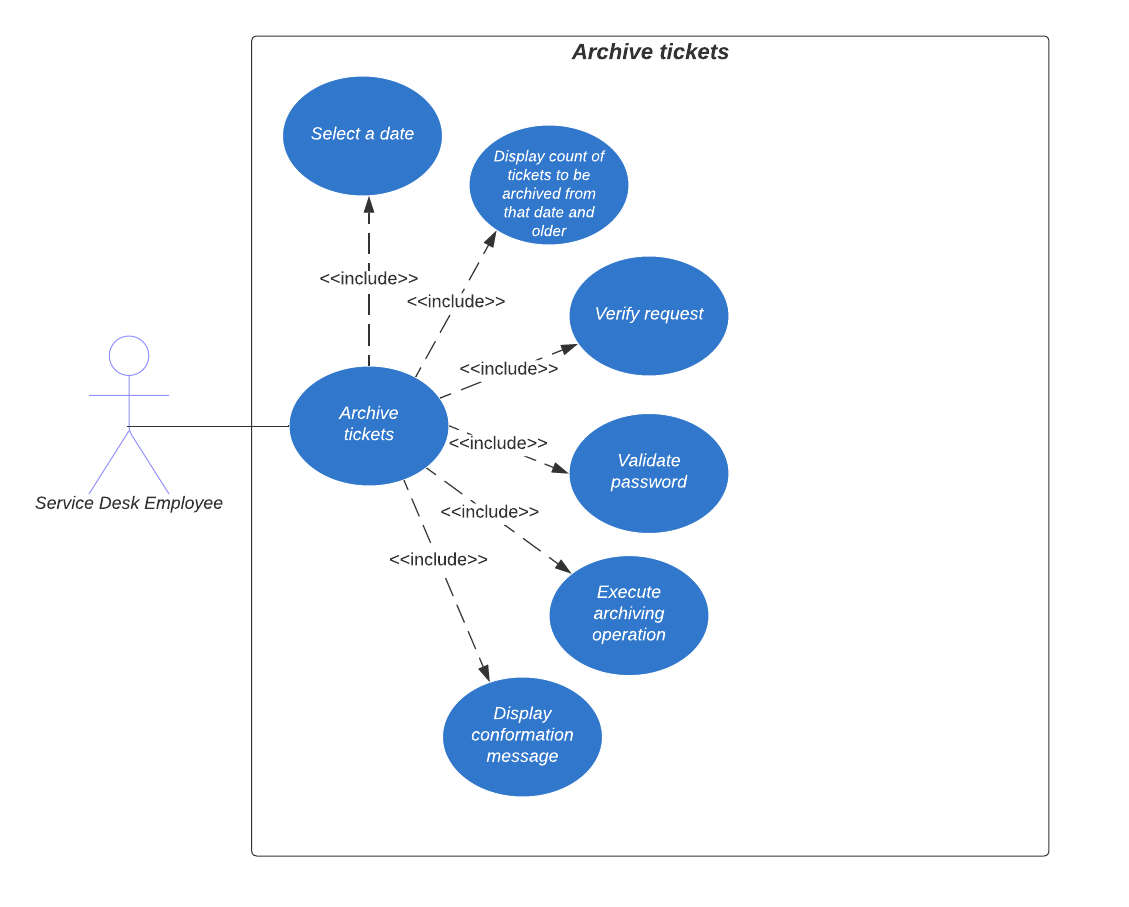 Archive tickets
Select a date
Display count of
tickets to be
archived from
that date and
older
<<include>>
<<include>>
Verify request
<<include>>
Archive
tickets
<<include>>
Validate
password
Service Desk Employee
<<include>>
<<include>>
Execute
archiving
operation
Display
conformation
message